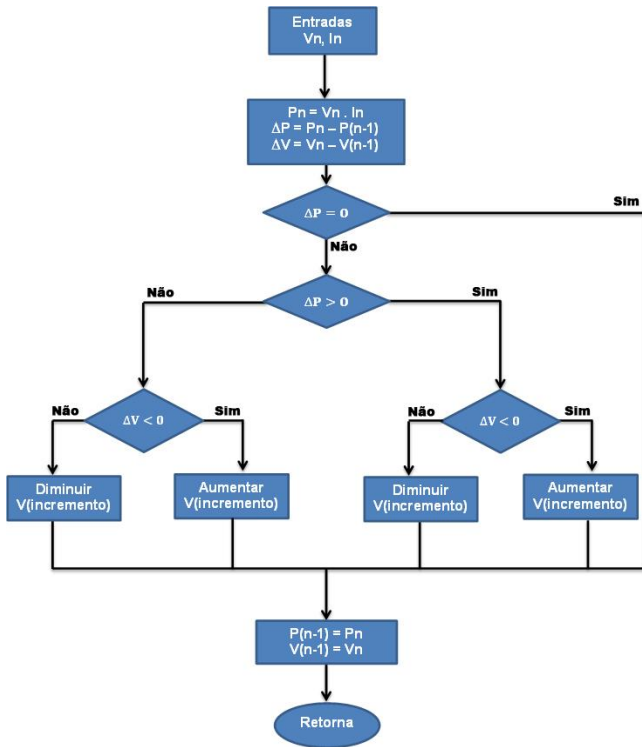 Entradas
Vn, In
Pn = Vn . In
ΔP = Pn – P(n-1)
ΔV = Vn – V(n-1)
ΔP = 0
Sim
Não
ΔP > 0
Não
Sim
ΔV < 0
Não
Sim
ΔV < 0
Não
Sim
Diminuir
V(incremento)
Aumentar
V(incremento)
Diminuir
V(incremento)
Aumentar
V(incremento)
P(n-1) = Pn
V(n-1) = Vn
Retorna